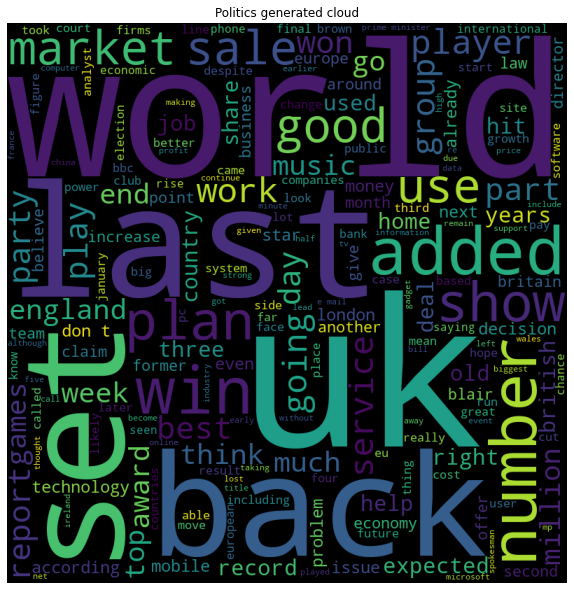 Politics generated cloud
took court firms phone line final brown prime minister international
market sale won player go law director
analyst economic despite europe around start
computer earlier
world
figure making share change group used already site hit
election job good high growth
france better business profit public due price software
china bbc club came music companies data include
party power rise continue work look minute money use part
believe play end point country lot month third next years
increase january given star half give bank home remain support pay
last tv information added
big system strong case based britain
england plan got side lead e mail london deal show
team don t far face day another gadget saying decision
although claim three place pc mean left wales
know former going even bill hope biggest chance
five week industry service old british
games called call later win uk blair run
set likely become early without away great event
report thought seen best online really cut
think much eu thing right number
technology award result taking four cost million
ireland countries lost title including problem help economy offer user
top able move european back future mp
according mobile record played issue expected second spokesman
net microsoft